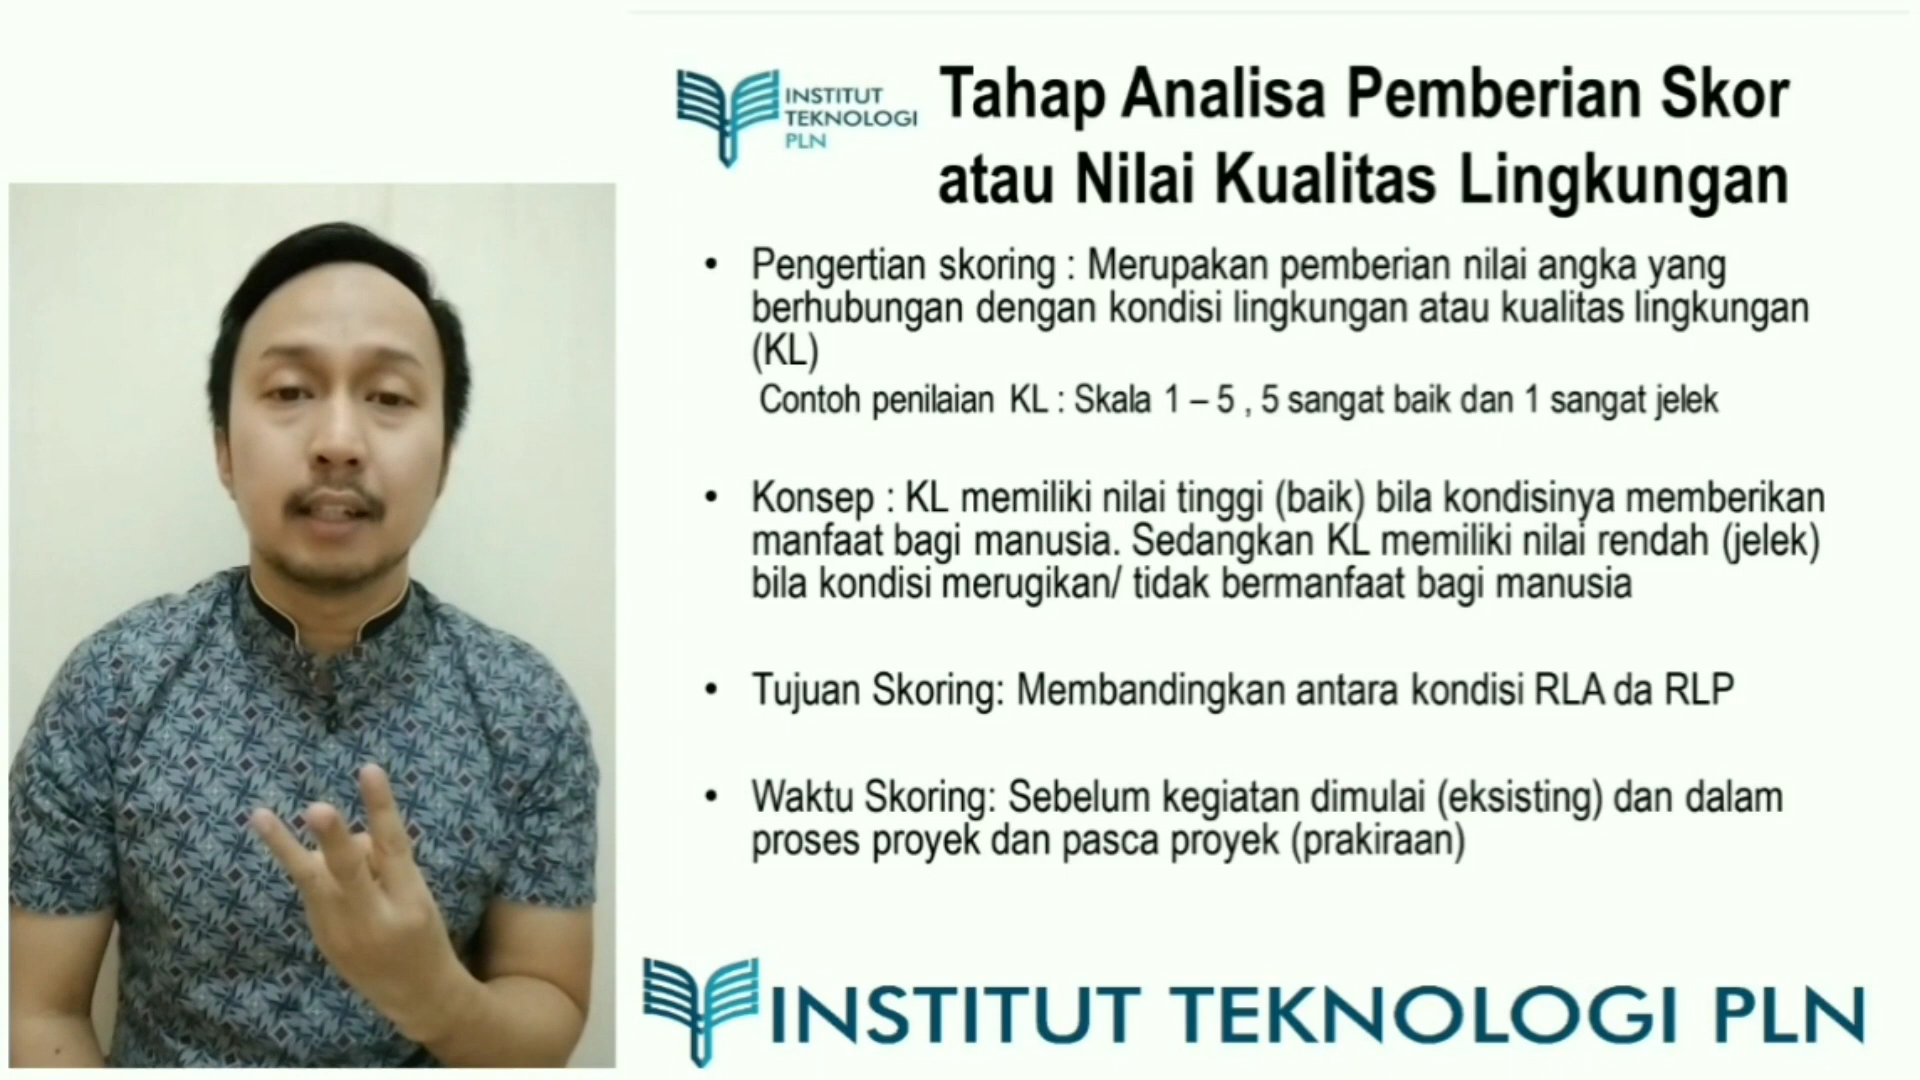 INSTITUT
TEKNOLOGI
PLN
Tahap Analisa Pemberian Skor
atau Nilai Kualitas Lingkungan
• Pengertian skoring : Merupakan pemberian nilai angka yang
berhubungan dengan kondisi lingkungan atau kualitas lingkungan
(KL)
Contoh penilaian KL : Skala 1 – 5 , 5 sangat baik dan 1 sangat jelek
• Konsep : KL memiliki nilai tinggi (baik) bila kondisinya memberikan
manfaat bagi manusia. Sedangkan KL memiliki nilai rendah (jelek)
bila kondisi merugikan/ tidak bermanfaat bagi manusia
• Tujuan Skoring: Membandingkan antara kondisi RLA da RLP
• Waktu Skoring: Sebelum kegiatan dimulai (eksisting) dan dalam
proses proyek dan pasca proyek (prakiraan)
INSTITUT TEKNOLOGI PLN